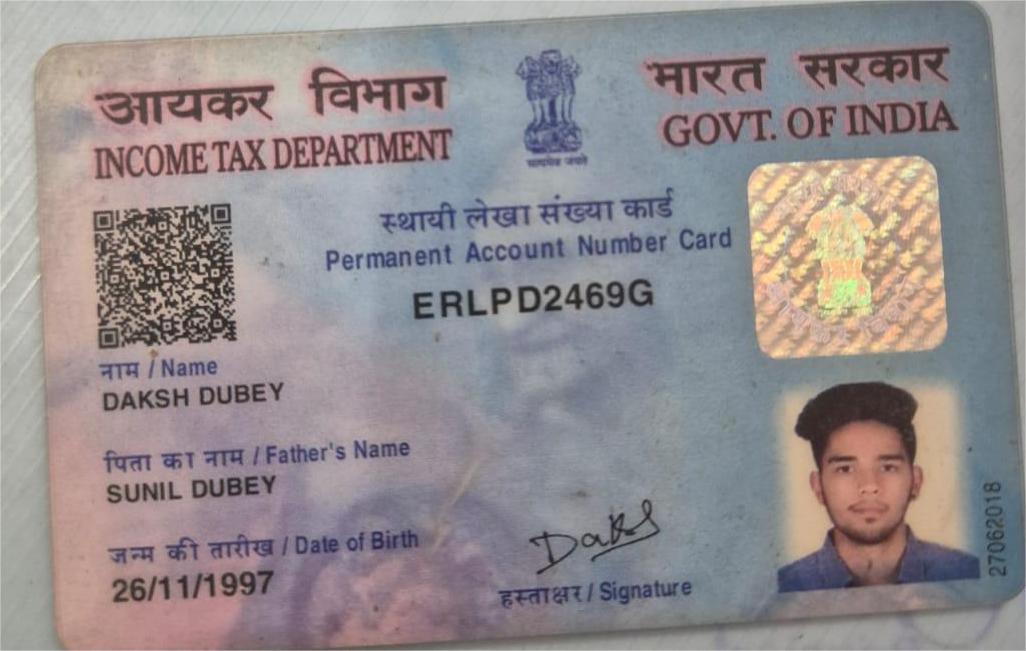 आयकर विभाग
INCOME TAX DEPARTMENT
सत्यमेव जयते
भारत सरकार
GOVT. OF INDIA
स्थायी लेखा संख्या कार्ड
Permanent Account Number Card
ERLPD2469G
नाम / Name
DAKSH DUBEY
पिता का नाम / Father's Name
SUNIL DUBEY
जन्म की तारीख / Date of Birth
26/11/1997
हस्ताक्षर / Signature
27062018